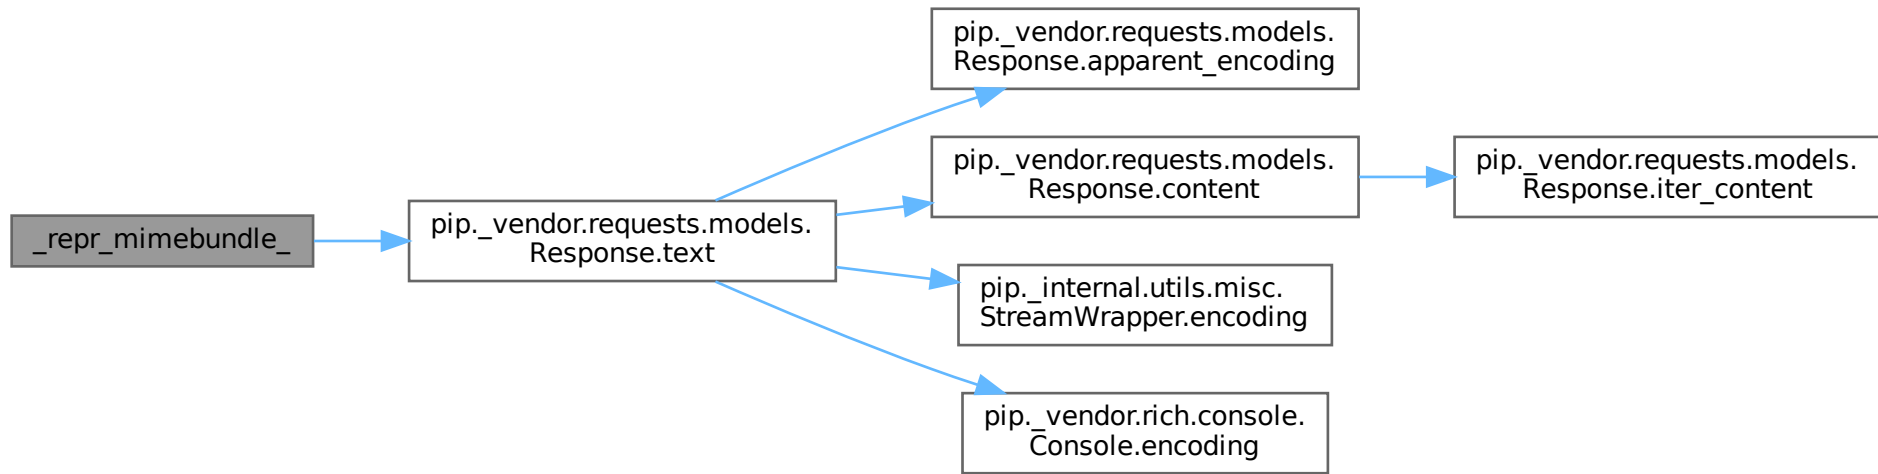 _repr_mimebundle_
pip._vendor.requests.models.
Response.text
pip._vendor.requests.models.
Response.apparent_encoding
pip._vendor.requests.models.
Response.content
pip._vendor.requests.models.
Response.iter_content
pip._internal.utils.misc.
StreamWrapper.encoding
pip._vendor.rich.console.
Console.encoding